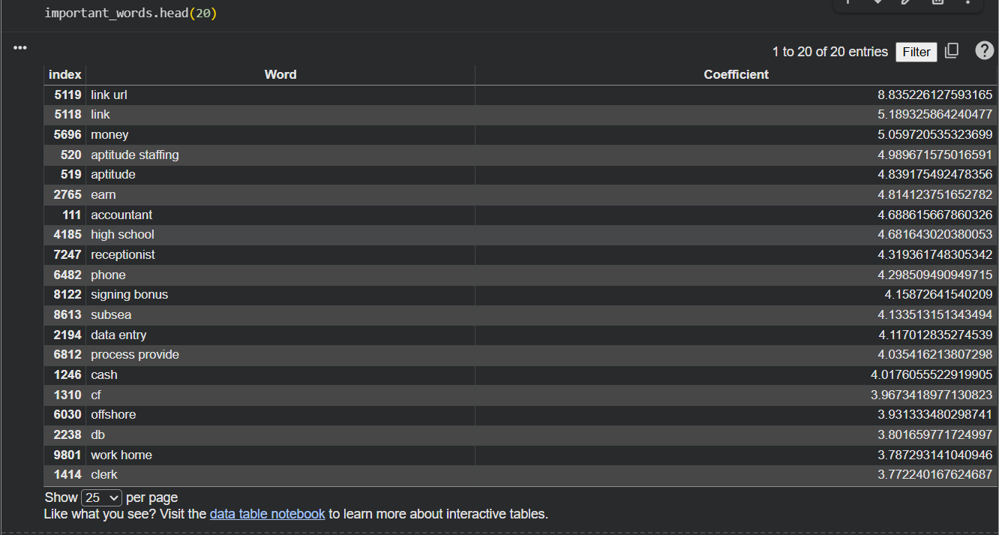 important_words.head(20)
1 to 20 of 20 entries Filter
index Word Coefficient
5119 link url 8.835226127593165
5118 link 5.189325864240477
5696 money 5.059720535323699
520 aptitude staffing 4.989671575016591
519 aptitude 4.839175492478356
2765 earn 4.814123751652782
111 accountant 4.688615667860326
4185 high school 4.681643020380053
7247 receptionist 4.319361748305342
6482 phone 4.298509490949715
8122 signing bonus 4.15872641540209
8613 subsea 4.133513151343494
2194 data entry 4.117012835274539
6812 process provide 4.035416213807298
1246 cash 4.0176055522919905
1310 cf 3.9673418977130823
6030 offshore 3.931333480298741
2238 db 3.801659771724997
9801 work home 3.787293141040946
1414 clerk 3.772240167624687
Show 25 per page
Like what you see? Visit the data table notebook to learn more about interactive tables.